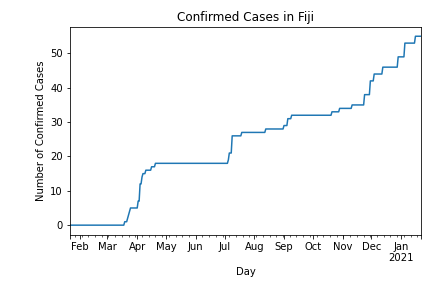 Confirmed Cases in Fiji
50
40
30
20
10
0
Number of Confirmed Cases
Feb Mar Apr May Jun Jul Aug Sep Oct Nov Dec Jan
2021
Day